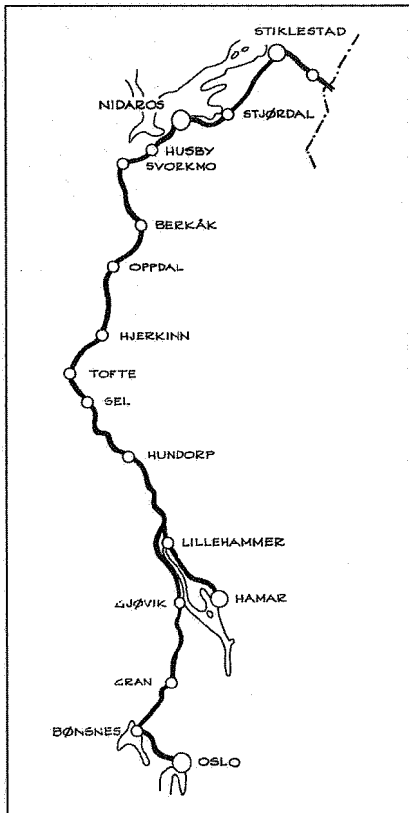 STIKLESTAD
NIDAROS
STJØRDAL
HUSBY
SVORKMO
BERKÅK
OPPDAL
HJERKINN
TOFTE
SEL
HUNDORP
LILLEHAMMER
GJØVIK
HAMAR
GRAN
BØNSNES
OSLO